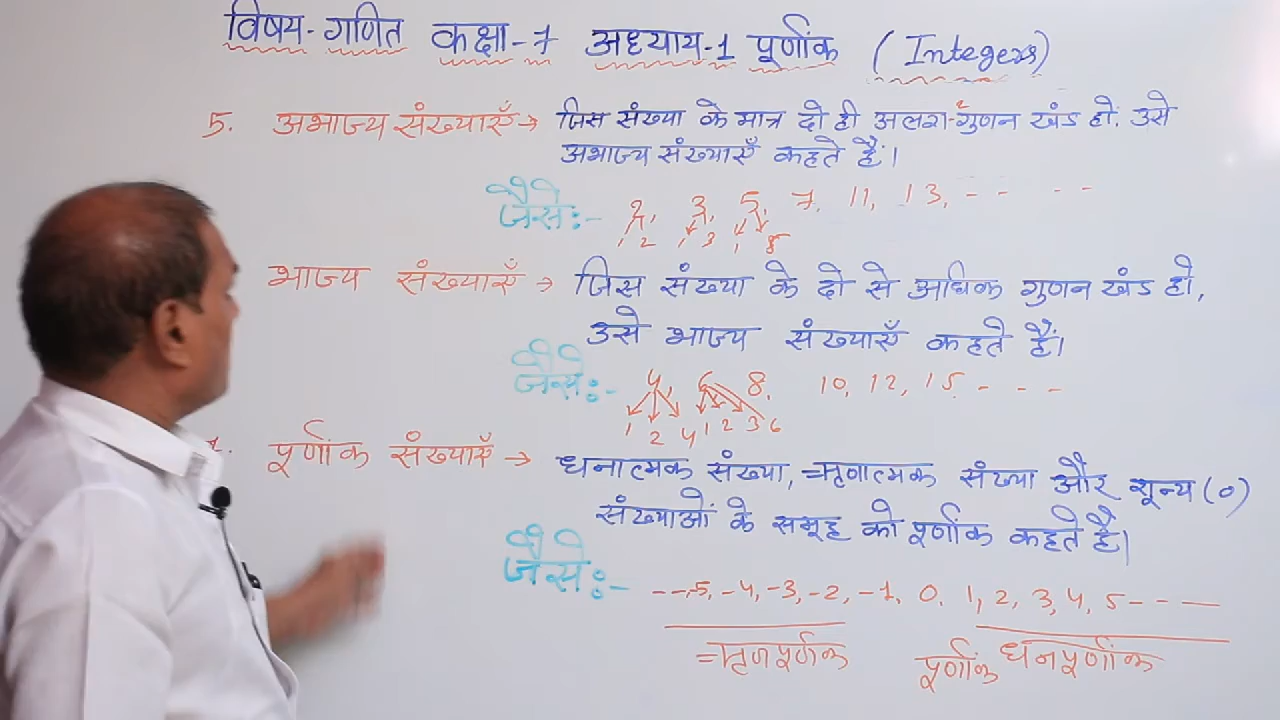 विषय- गणित कक्षा-7 अध्याय-1 पूर्णांक (Integers)
5. अभाज्य संख्याएँ → जिस संख्या के मात्र दो ही अलग-गुणन खंड हो. उसे
अभाज्य संख्याएँ कहते हैं।
जैसे:- 2, 3, 5, 7, 11, 13, - - - -
1 2 1 3 1 5
भाज्य संख्याएँ → जिस संख्या के दो से अधिक गुणन खंड हो,
उसे भाज्य संख्याएँ कहते हैं।
जैसे:- 4, 6, 8, 10, 12, 15. - - -
1 2 4 1 2 3 6
पूर्णांक संख्याएँ → धनात्मक संख्या, ऋणात्मक संख्या और शून्य (0)
संख्याओं के समूह को पूर्णांक कहते है।
जैसे:- ---5, -4, -3, -2, -1, 0, 1, 2, 3, 4, 5 - - -
ऋणपूर्णांक पूर्णांक धनपूर्णांक